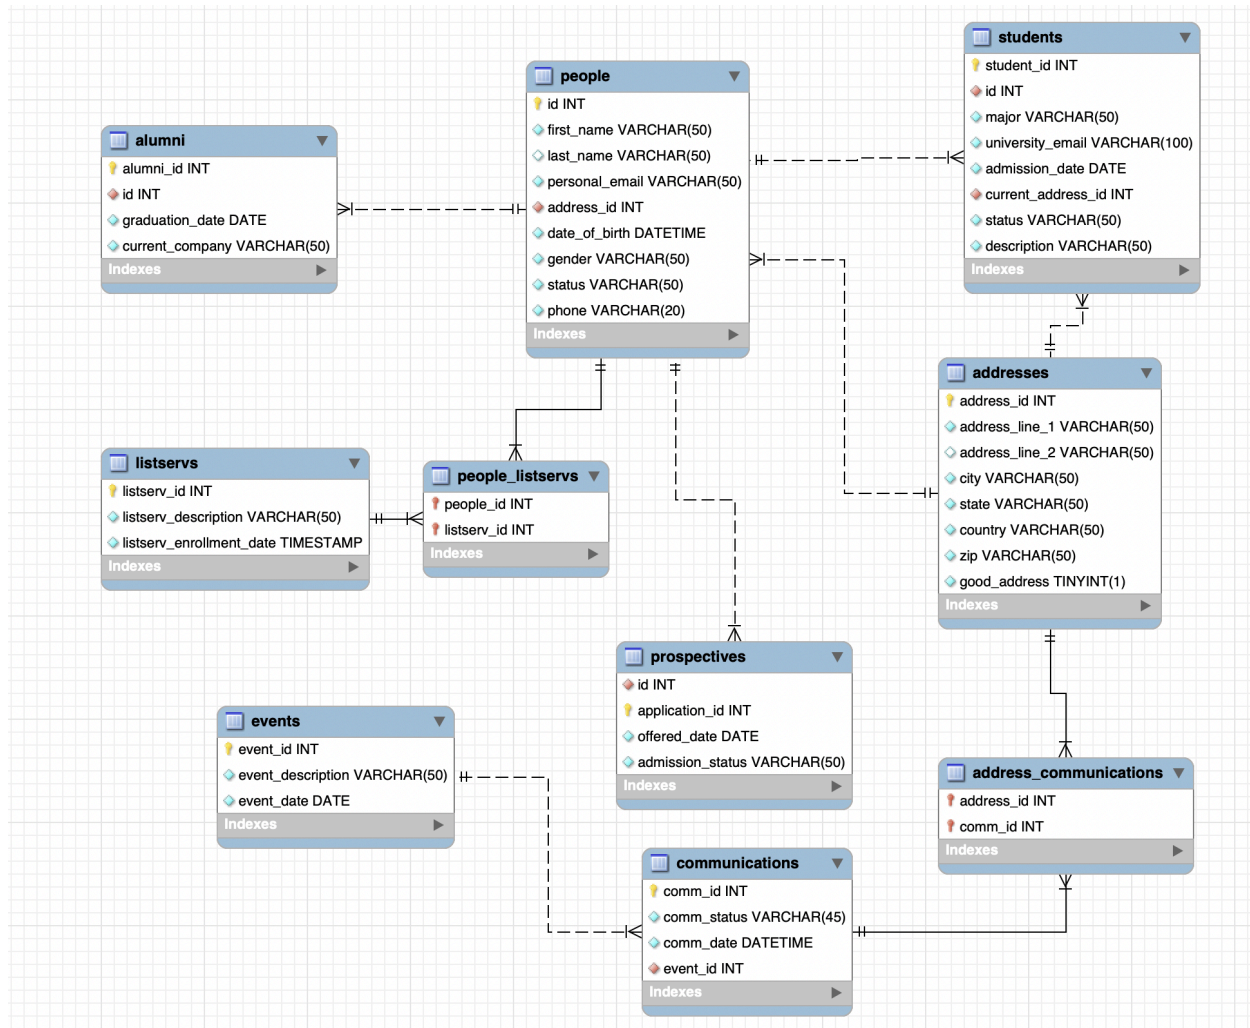 students
student_id INT
id INT
major VARCHAR(50)
university_email VARCHAR(100)
admission_date DATE
current_address_id INT
status VARCHAR(50)
description VARCHAR(50)
Indexes
people
id INT
first_name VARCHAR(50)
last_name VARCHAR(50)
personal_email VARCHAR(50)
address_id INT
date_of_birth DATETIME
gender VARCHAR(50)
status VARCHAR(50)
phone VARCHAR(20)
Indexes
alumni
alumni_id INT
id INT
graduation_date DATE
current_company VARCHAR(50)
Indexes
addresses
address_id INT
address_line_1 VARCHAR(50)
address_line_2 VARCHAR(50)
city VARCHAR(50)
state VARCHAR(50)
country VARCHAR(50)
zip VARCHAR(50)
good_address TINYINT(1)
Indexes
listservs
listserv_id INT
listserv_description VARCHAR(50)
listserv_enrollment_date TIMESTAMP
Indexes
people_listservs
people_id INT
listserv_id INT
Indexes
prospectives
id INT
application_id INT
offered_date DATE
admission_status VARCHAR(50)
Indexes
events
event_id INT
event_description VARCHAR(50)
event_date DATE
Indexes
address_communications
address_id INT
comm_id INT
Indexes
communications
comm_id INT
comm_status VARCHAR(45)
comm_date DATETIME
event_id INT
Indexes